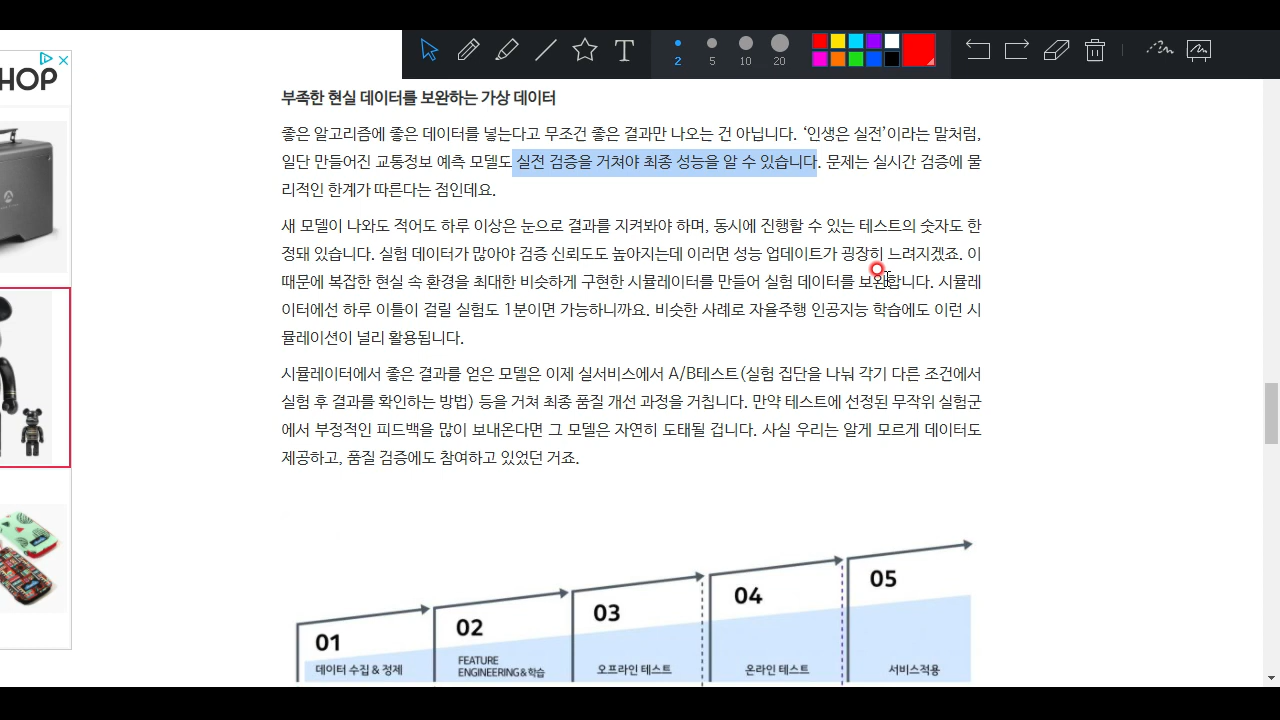 HOP
T
2
5
10
20
부족한 현실 데이터를 보완하는 가상 데이터
좋은 알고리즘에 좋은 데이터를 넣는다고 무조건 좋은 결과만 나오는 건 아닙니다. ‘인생은 실전’이라는 말처럼,
일단 만들어진 교통정보 예측 모델도 실전 검증을 거쳐야 최종 성능을 알 수 있습니다. 문제는 실시간 검증에 물
리적인 한계가 따른다는 점인데요.
새 모델이 나와도 적어도 하루 이상은 눈으로 결과를 지켜봐야 하며, 동시에 진행할 수 있는 테스트의 숫자도 한
정돼 있습니다. 실험 데이터가 많아야 검증 신뢰도도 높아지는데 이러면 성능 업데이트가 굉장히 느려지겠죠. 이
때문에 복잡한 현실 속 환경을 최대한 비슷하게 구현한 시뮬레이터를 만들어 실험 데이터를 보완합니다. 시뮬레
이터에선 하루 이틀이 걸릴 실험도 1분이면 가능하니까요. 비슷한 사례로 자율주행 인공지능 학습에도 이런 시
뮬레이션이 널리 활용됩니다.
시뮬레이터에서 좋은 결과를 얻은 모델은 이제 실서비스에서 A/B테스트(실험 집단을 나눠 각기 다른 조건에서
실험 후 결과를 확인하는 방법) 등을 거쳐 최종 품질 개선 과정을 거칩니다. 만약 테스트에 선정된 무작위 실험군
에서 부정적인 피드백을 많이 보내온다면 그 모델은 자연히 도태될 겁니다. 사실 우리는 알게 모르게 데이터도
제공하고, 품질 검증에도 참여하고 있었던 거죠.
01
데이터 수집 & 정제
02
FEATURE
ENGINEERING&학습
03
오프라인 테스트
04
온라인 테스트
05
서비스적용